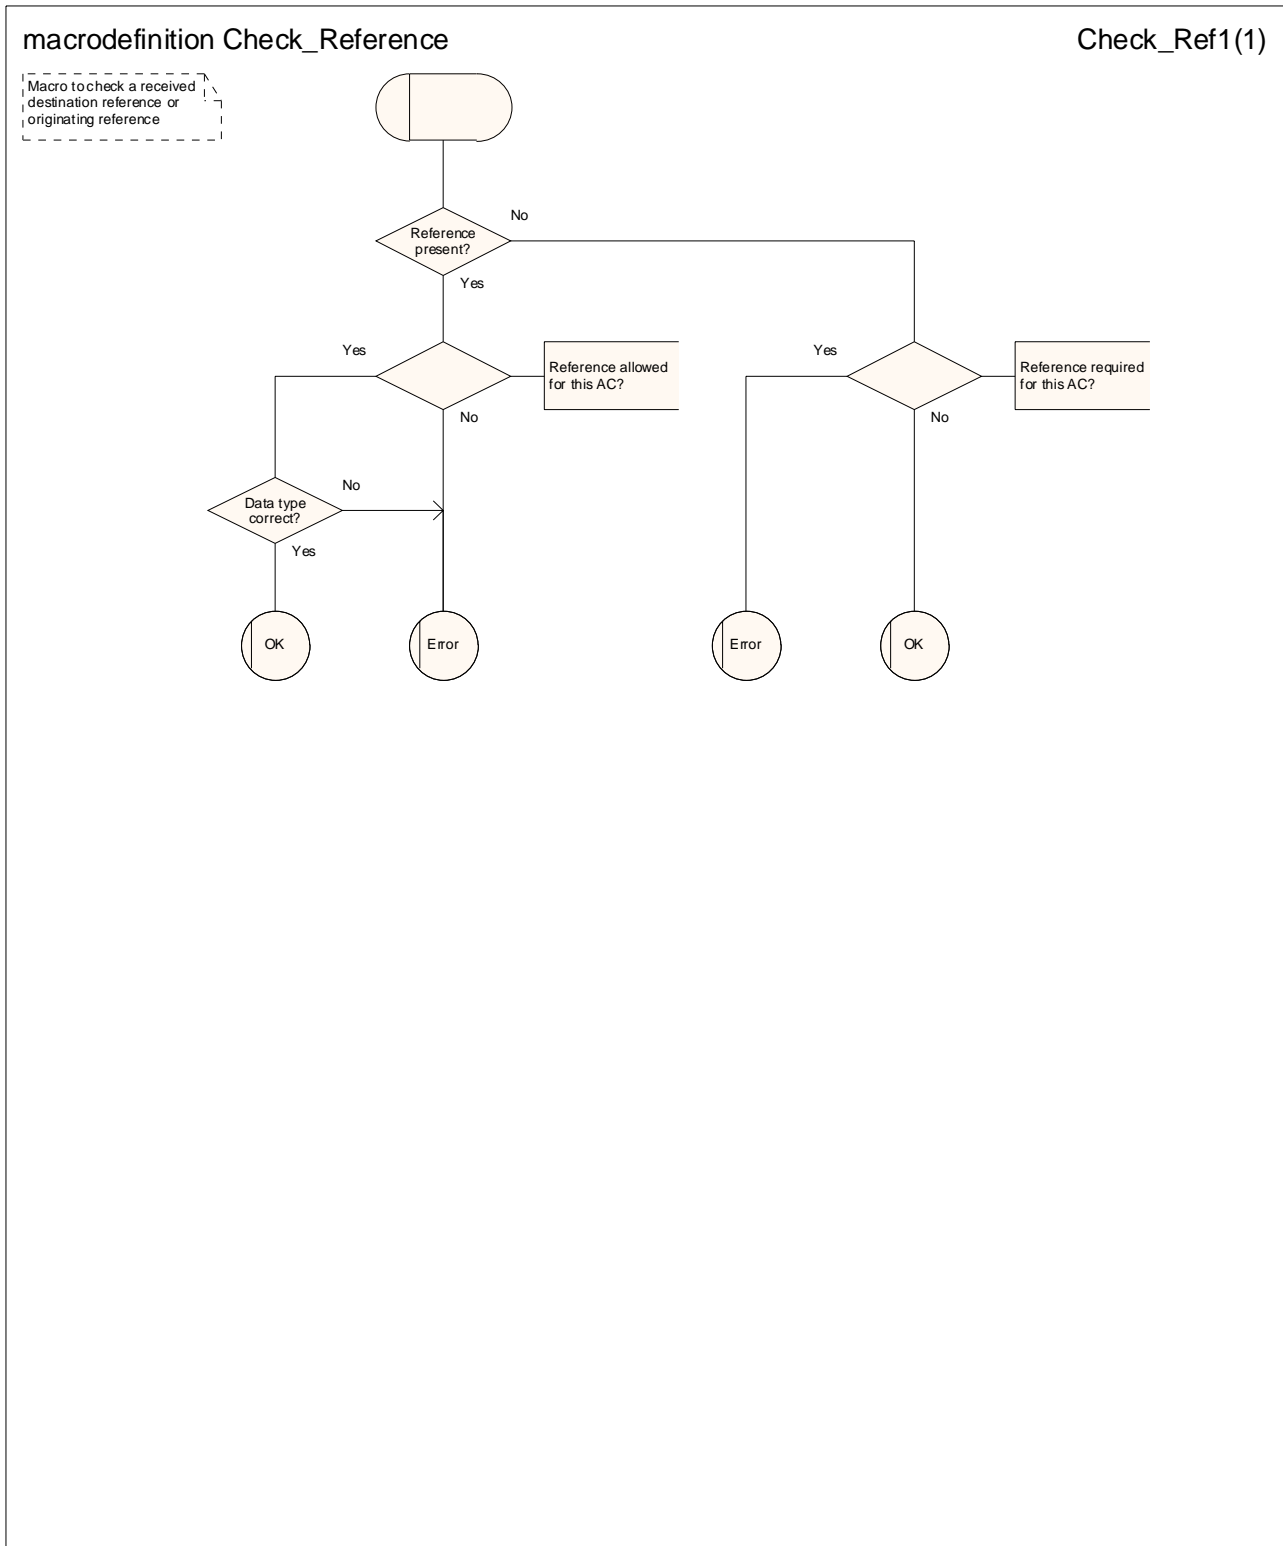 macrodefinition Check_Reference
Check_Ref1(1)
Macro to check a received
destination reference or
originating reference
Reference
present?
No
Yes
Yes
Reference allowed
for this AC?
No
Yes
Reference required
for this AC?
No
Data type
correct?
No
Yes
OK
Error
Error
OK